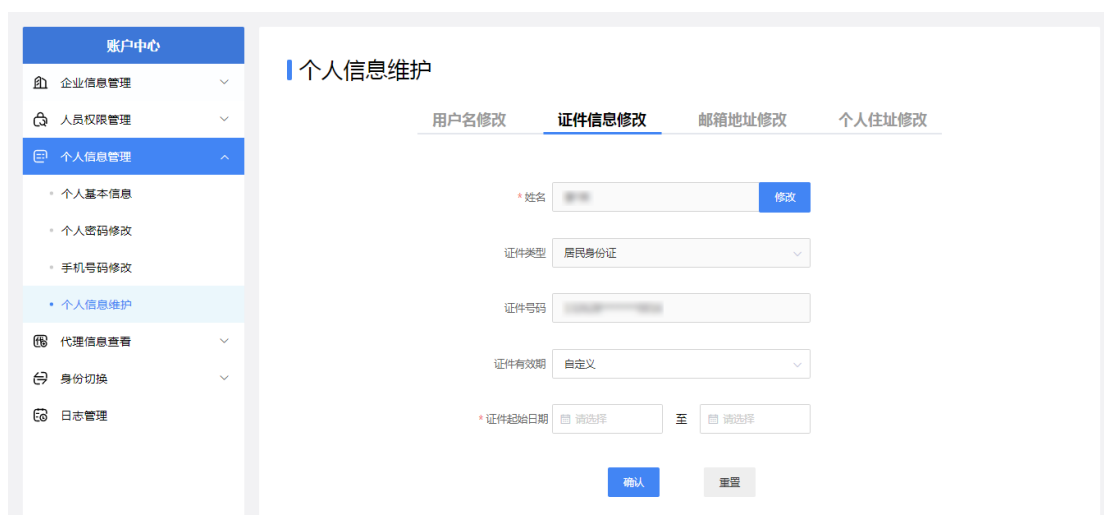 账户中心
企业信息管理
人员权限管理
个人信息管理
个人基本信息
个人密码修改
手机号码修改
个人信息维护
代理信息查看
身份切换
日志管理
个人信息维护
用户名修改 证件信息修改 邮箱地址修改 个人住址修改
* 姓名 修改
证件类型 居民身份证
证件号码
证件有效期 自定义
* 证件起始日期 请选择 至 请选择
确认 重置